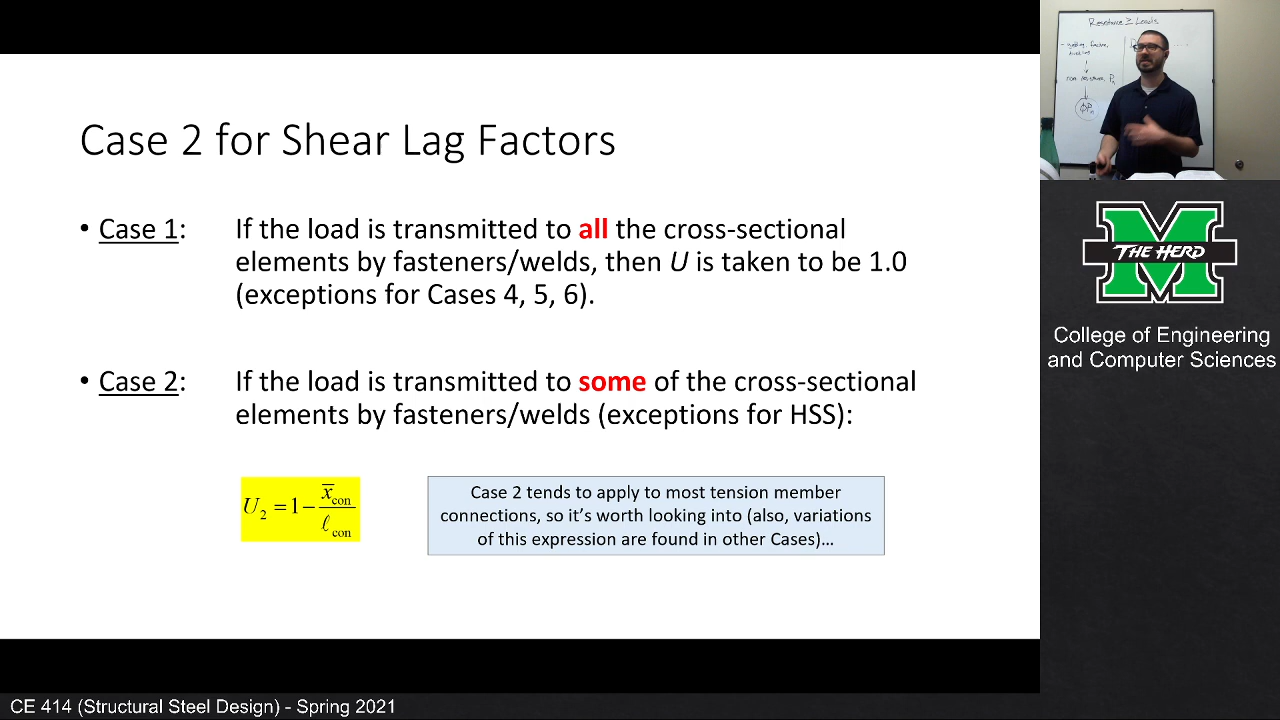 Case 2 for Shear Lag Factors
• Case 1: If the load is transmitted to all the cross-sectional
elements by fasteners/welds, then U is taken to be 1.0
(exceptions for Cases 4, 5, 6).
• Case 2: If the load is transmitted to some of the cross-sectional
elements by fasteners/welds (exceptions for HSS):
U₂ = 1 − x̄con / ℓcon
Case 2 tends to apply to most tension member
connections, so it's worth looking into (also, variations
of this expression are found in other Cases)…
Resistance ≥ Loads
ϕPn
THE HERD
College of Engineering
and Computer Sciences
CE 414 (Structural Steel Design) - Spring 2021